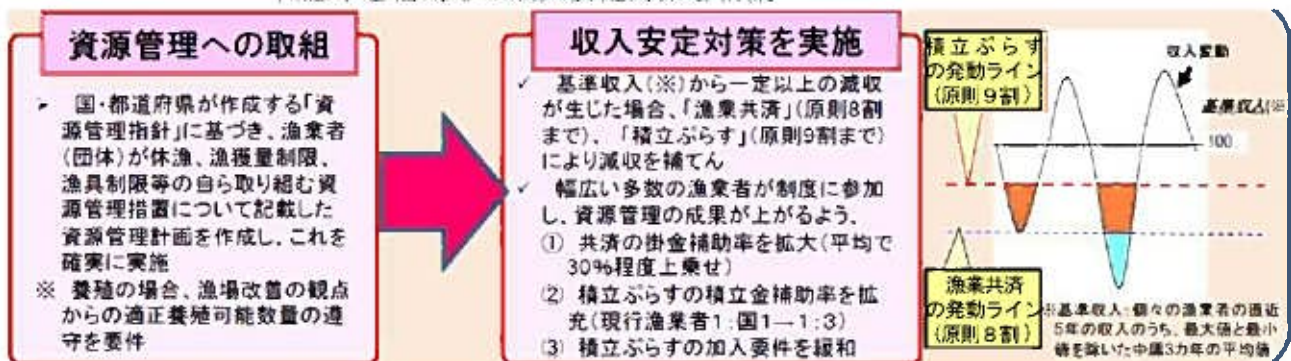 資源管理への取組
➢ 国・都道府県が作成する「資
源管理指針」に基づき、漁業者
(団体)が休漁、漁獲量制限、
漁具制限等の自ら取り組む資
源管理措置について記載した
資源管理計画を作成し、これを
確実に実施
※ 養殖の場合、漁場改善の観点
からの適正養殖可能数量の遵
守を要件
収入安定対策を実施
✓ 基準収入(※)から一定以上の減収
が生じた場合、「漁業共済」(原則8割
まで)、「積立ぷらす」(原則9割まで)
により減収を補てん
✓ 幅広い多数の漁業者が制度に参加
し、資源管理の成果が上がるよう、
(1) 共済の掛金補助率を拡大(平均で
30%程度上乗せ)
(2) 積立ぷらすの積立金補助率を拡
充(現行漁業者1:国1→1:3)
(3) 積立ぷらすの加入要件を緩和
積立ぷらす
の発動ライン
(原則9割)
収入変動
基準収入(※
100
漁業共済
の発動ライン
(原則8割)
※基準収入:個々の漁業者の直近
5年の収入のうち、最大値と最小
値を除いた中庸3カ年の平均値